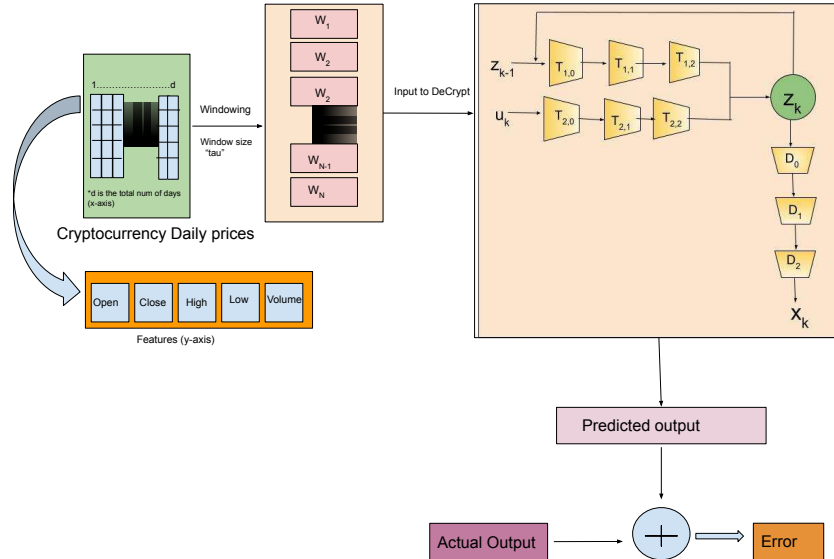 1.......................d
*d is the total num of days
(x-axis)
Cryptocurrency Daily prices
Open
Close
High
Low
Volume
Features (y-axis)
Windowing
Window size
"tau"
W1
W2
W2
WN-1
WN
Input to DeCrypt
zk-1
T1,0
T1,1
T1,2
uk
T2,0
T2,1
T2,2
Zk
D0
D1
D2
xk
Predicted output
Actual Output
Error